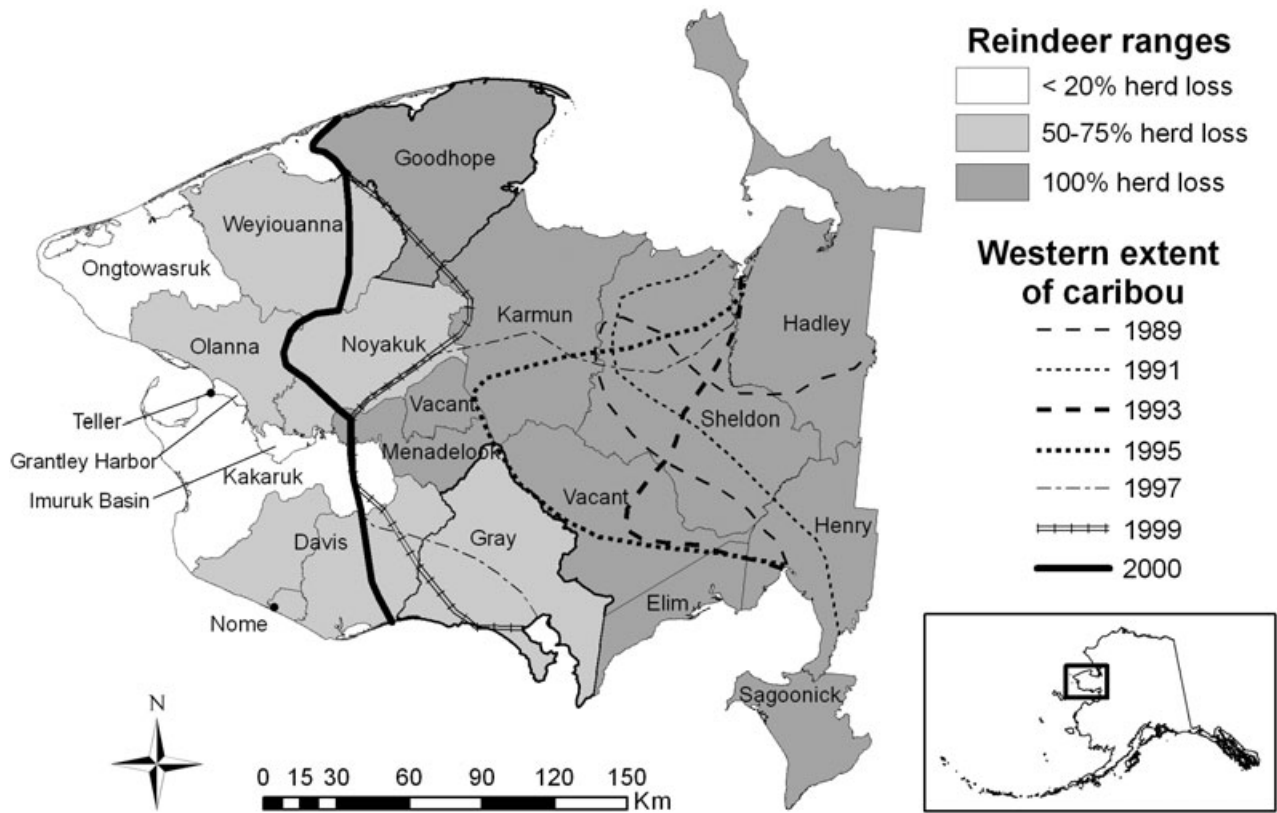 Reindeer ranges
< 20% herd loss
50-75% herd loss
100% herd loss
Western extent
of caribou
1989
1991
1993
1995
1997
1999
2000
Goodhope
Weyiouanna
Ongtowasruk
Karmun
Hadley
Olanna
Noyakuk
Vacant
Sheldon
Teller
Grantley Harbor
Menadelook
Imuruk Basin
Kakaruk
Vacant
Henry
Davis
Gray
Elim
Nome
Sagoonick
N
0 15 30 60 90 120 150
Km